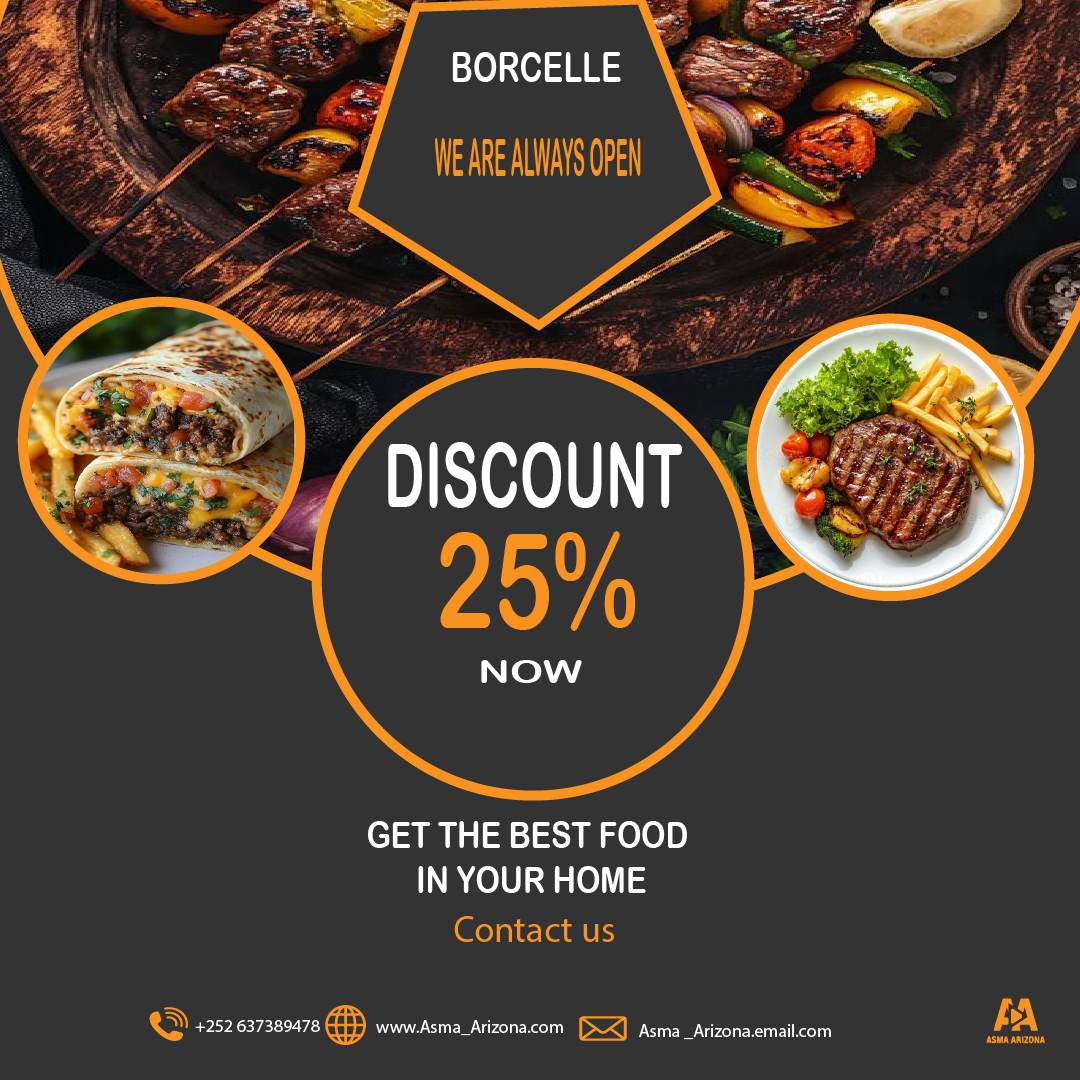 BORCELLE
WE ARE ALWAYS OPEN
DISCOUNT
25%
NOW
GET THE BEST FOOD
IN YOUR HOME
Contact us
+252 637389478
www.Asma_Arizona.com
Asma _Arizona.email.com
AA
ASMA ARIZONA